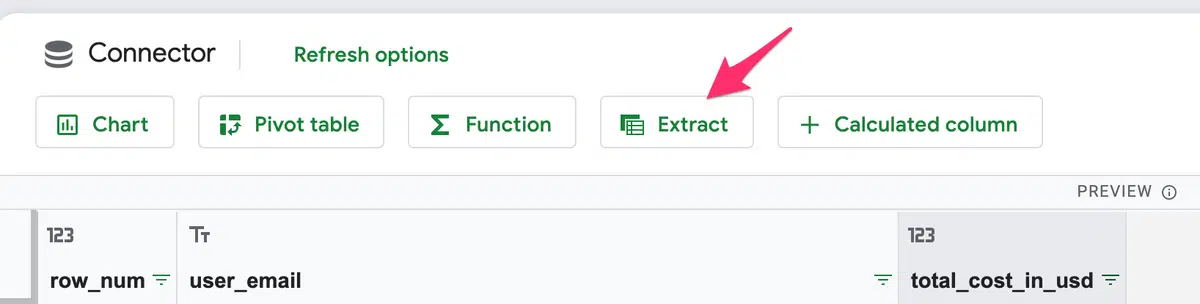 Connector Refresh options
Chart Pivot table Function Extract + Calculated column
PREVIEW
123 Tт 123
row_num user_email total_cost_in_usd